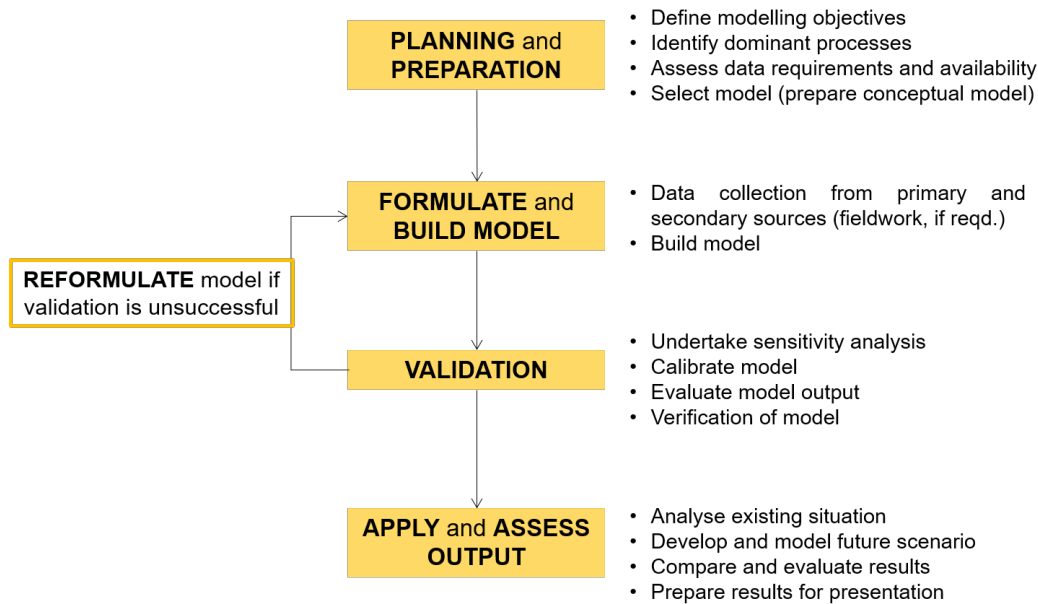 PLANNING and
PREPARATION
• Define modelling objectives
• Identify dominant processes
• Assess data requirements and availability
• Select model (prepare conceptual model)
FORMULATE and
BUILD MODEL
• Data collection from primary and
secondary sources (fieldwork, if reqd.)
• Build model
REFORMULATE model if
validation is unsuccessful
VALIDATION
• Undertake sensitivity analysis
• Calibrate model
• Evaluate model output
• Verification of model
APPLY and ASSESS
OUTPUT
• Analyse existing situation
• Develop and model future scenario
• Compare and evaluate results
• Prepare results for presentation